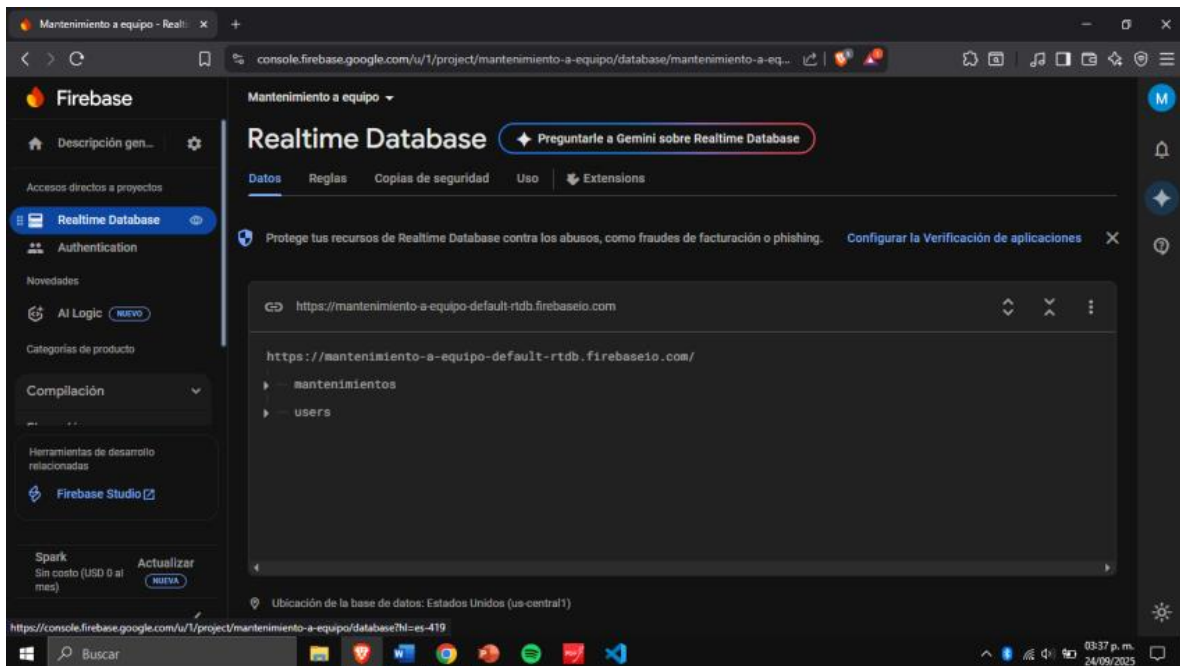 Mantenimiento a equipo - Realt
console.firebase.google.com/u/1/project/mantenimiento-a-equipo/database/mantenimiento-a-eq...
Firebase
Mantenimiento a equipo
M
Descripción gen...
Realtime Database
Preguntarle a Gemini sobre Realtime Database
Datos Reglas Copias de seguridad Uso Extensions
Accesos directos a proyectos
Realtime Database
Authentication
Protege tus recursos de Realtime Database contra los abusos, como fraudes de facturación o phishing. Configurar la Verificación de aplicaciones
Novedades
AI Logic NUEVO
https://mantenimiento-a-equipo-default-rtdb.firebaseio.com
Categorías de producto
https://mantenimiento-a-equipo-default-rtdb.firebaseio.com/
Compilación
mantenimientos
users
Herramientas de desarrollo
relacionadas
Firebase Studio
Spark
Sin costo (USD 0 al
mes)
Actualizar
NUEVA
Ubicación de la base de datos: Estados Unidos (us-central1)
https://console.firebase.google.com/u/1/project/mantenimiento-a-equipo/database?hl=es-419
Buscar
03:37 p. m.
24/09/2025